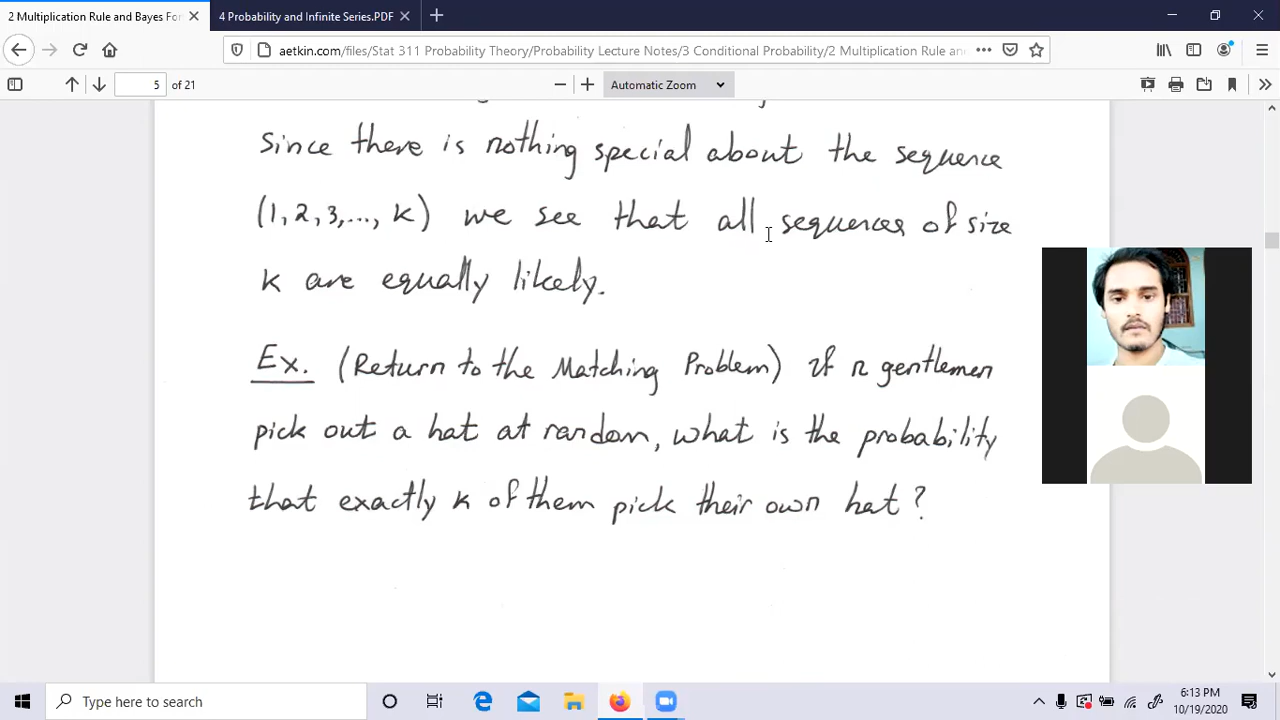 2 Multiplication Rule and Bayes For
4 Probability and Infinite Series.PDF
aetkin.com/files/Stat 311 Probability Theory/Probability Lecture Notes/3 Conditional Probability/2 Multiplication Rule and
5 of 21
Automatic Zoom
Since there is nothing special about the sequence
(1, 2, 3, ..., k) we see that all sequences of size
k are equally likely.
Ex. (Return to the Matching Problem) if n gentlemen
pick out a hat at random, what is the probability
that exactly k of them pick their own hat?
Type here to search
6:13 PM
10/19/2020